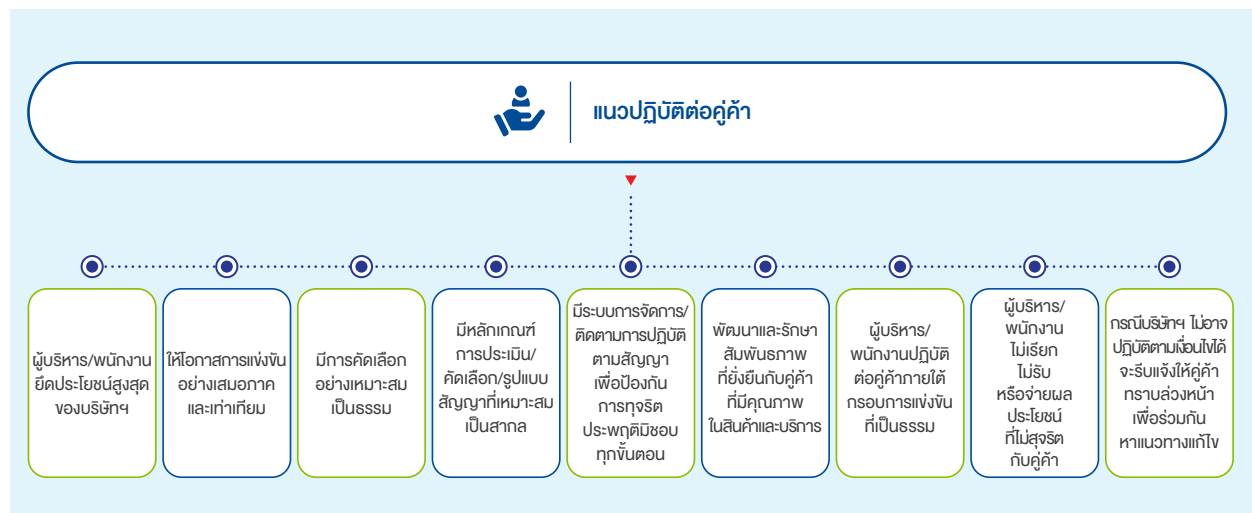 แนวปฏิบัติต่อคู่ค้า
ผู้บริหาร/พนักงาน
ยึดประโยชน์สูงสุด
ของบริษัทฯ
ให้โอกาสการแข่งขัน
อย่างเสมอภาค
และเท่าเทียม
มีการคัดเลือก
อย่างเหมาะสม
เป็นธรรม
มีหลักเกณฑ์
การประเมิน/
คัดเลือก/รูปแบบ
สัญญาที่เหมาะสม
เป็นสากล
มีระบบการจัดการ/
ติดตามการปฏิบัติ
ตามสัญญา
เพื่อป้องกัน
การทุจริต
ประพฤติมิชอบ
ทุกขั้นตอน
พัฒนาและรักษา
สัมพันธภาพ
ที่ยั่งยืนกับคู่ค้า
ที่มีคุณภาพ
ในสินค้าและบริการ
ผู้บริหาร/
พนักงานปฏิบัติ
ต่อคู่ค้าภายใต้
กรอบการแข่งขัน
ที่เป็นธรรม
ผู้บริหาร/
พนักงาน
ไม่เรียก
ไม่รับ
หรือจ่ายผล
ประโยชน์
ที่ไม่สุจริต
กับคู่ค้า
กรณีบริษัทฯ ไม่อาจ
ปฏิบัติตามเงื่อนไขได้
จะรีบแจ้งให้คู่ค้า
ทราบล่วงหน้า
เพื่อร่วมกัน
หาแนวทางแก้ไข